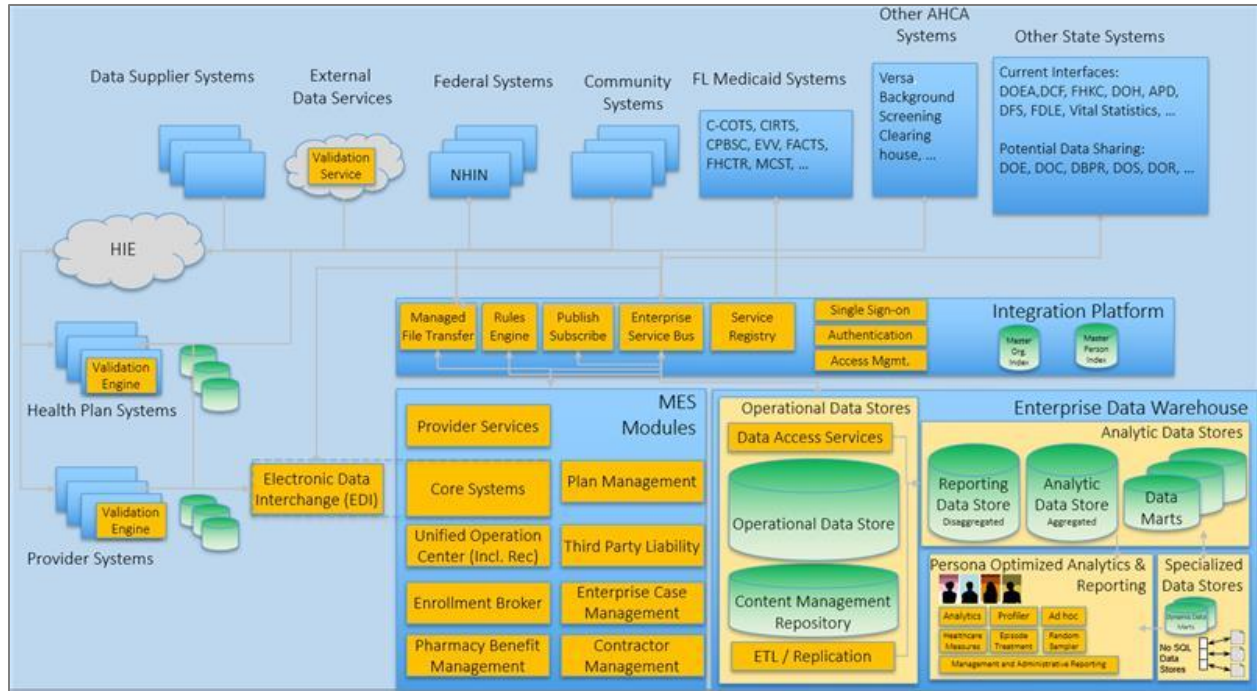 Other AHCA
Systems
Other State Systems
Data Supplier Systems
External
Data Services
Federal Systems
Community
Systems
FL Medicaid Systems
Validation
Service
NHIN
C-COTS, CIRTS,
CPBSC, EVV, FACTS,
FHCTR, MCST, ...
Versa
Background
Screening
Clearing
house, ...
Current Interfaces:
DOEA,DCF, FHKC, DOH, APD,
DFS, FDLE, Vital Statistics, ...
Potential Data Sharing:
DOE, DOC, DBPR, DOS, DOR, ...
HIE
Validation
Engine
Health Plan Systems
Validation
Engine
Provider Systems
Electronic Data
Interchange (EDI)
Managed
File Transfer
Rules
Engine
Publish
Subscribe
Enterprise
Service Bus
Service
Registry
Single Sign-on
Authentication
Access Mgmt.
Integration Platform
Master
Org.
Index
Master
Person
Index
MES
Modules
Provider Services
Core Systems
Plan Management
Unified Operation
Center (Incl. Rec)
Third Party Liability
Enrollment Broker
Enterprise Case
Management
Pharmacy Benefit
Management
Contractor
Management
Operational Data Stores
Data Access Services
Operational Data Store
Content Management
Repository
ETL / Replication
Enterprise Data Warehouse
Analytic Data Stores
Reporting
Data Store
Disaggregated
Analytic
Data Store
Aggregated
Data
Marts
Persona Optimized Analytics &
Reporting
Analytics
Profiler
Ad hoc
Healthcare
Measures
Episode
Treatment
Random
Sampler
Management and Administrative Reporting
Specialized
Data Stores
Dynamic Data
Marts
No SQL
Data
Stores